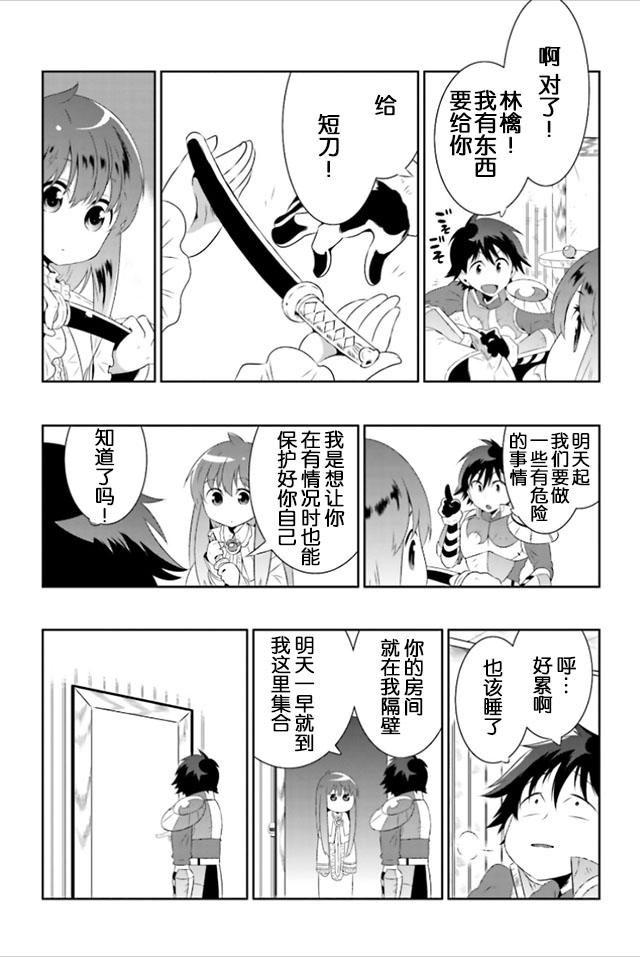 啊 对了！
林檎！
我有东西
要给你
给
短刀！
明天起
我们要做
一些有危险
的事情
我是想让你
在有情况时也能
保护好你自己
知道了吗！
呼…
好累啊
也该睡了
你的房间
就在我隔壁
明天一早就到
我这里集合